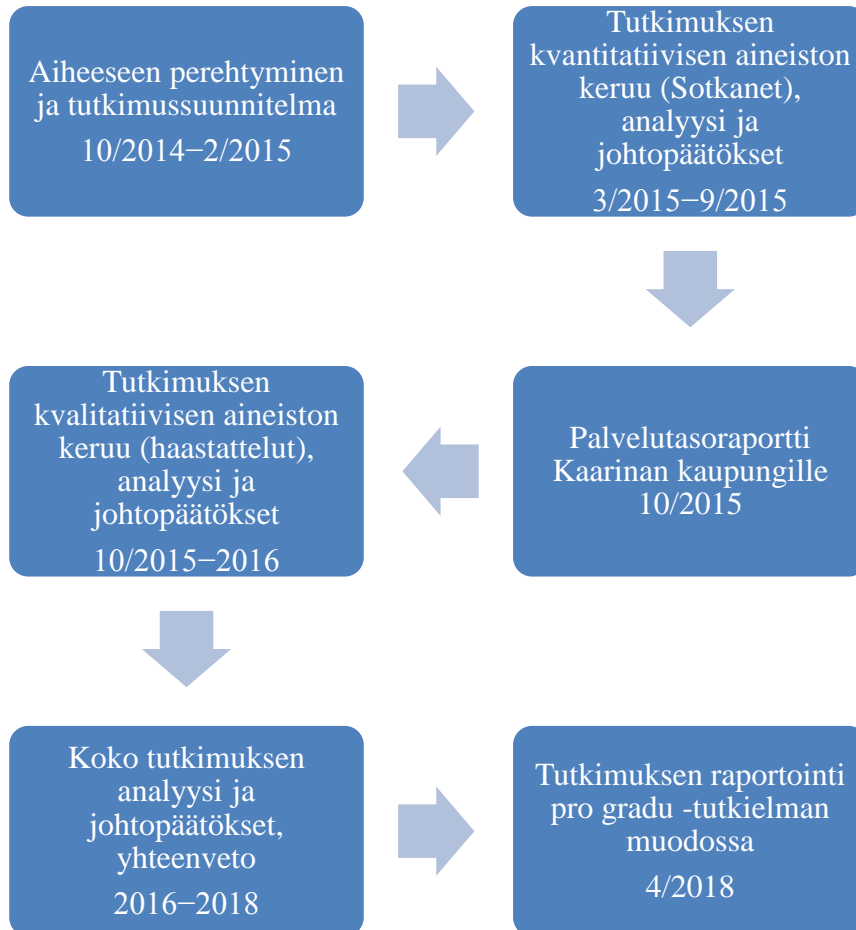 Aiheeseen perehtyminen
ja tutkimussuunnitelma
10/2014−2/2015
Tutkimuksen
kvantitatiivisen aineiston
keruu (Sotkanet),
analyysi ja
johtopäätökset
3/2015−9/2015
Palvelutasoraportti
Kaarinan kaupungille
10/2015
Tutkimuksen
kvalitatiivisen aineiston
keruu (haastattelut),
analyysi ja
johtopäätökset
10/2015−2016
Koko tutkimuksen
analyysi ja
johtopäätökset,
yhteenveto
2016−2018
Tutkimuksen raportointi
pro gradu -tutkielman
muodossa
4/2018